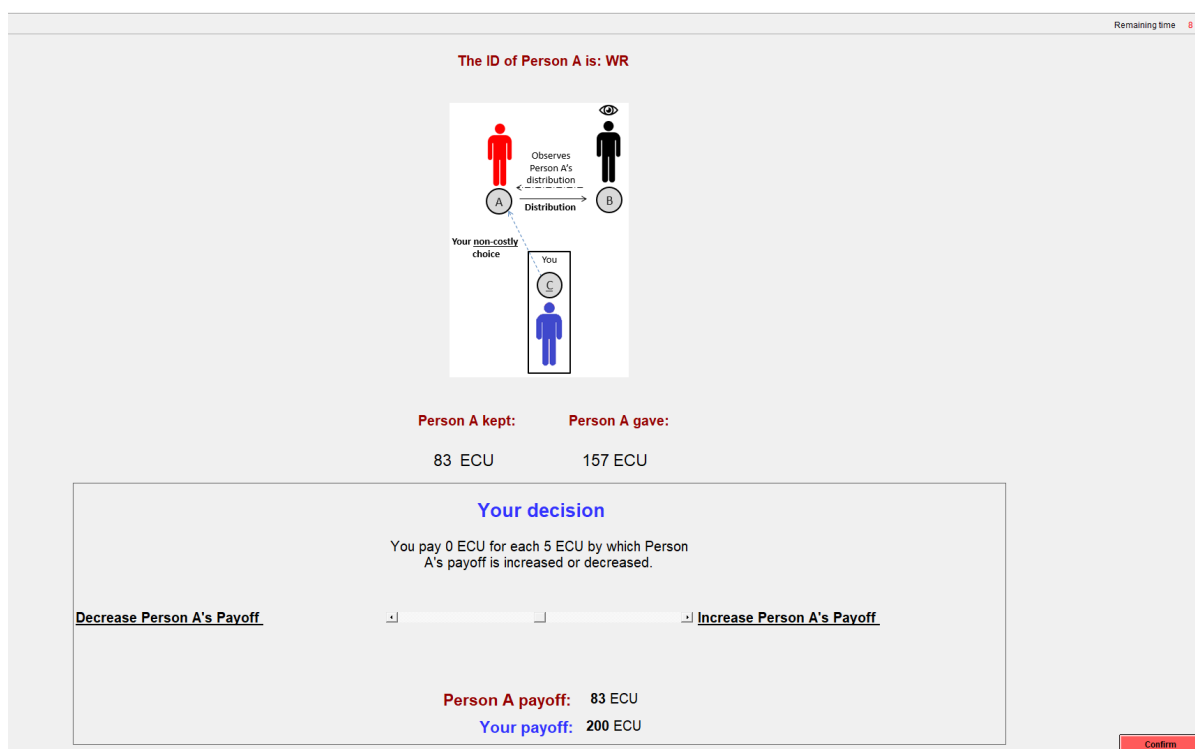 Remaining time 8
The ID of Person A is: WR
Observes
Person A's
distribution
A
B
Distribution
Your non-costly
choice
You
C
Person A kept:
Person A gave:
83 ECU
157 ECU
Your decision
You pay 0 ECU for each 5 ECU by which Person
A's payoff is increased or decreased.
Decrease Person A's Payoff
Increase Person A's Payoff
Person A payoff: 83 ECU
Your payoff: 200 ECU
Confirm